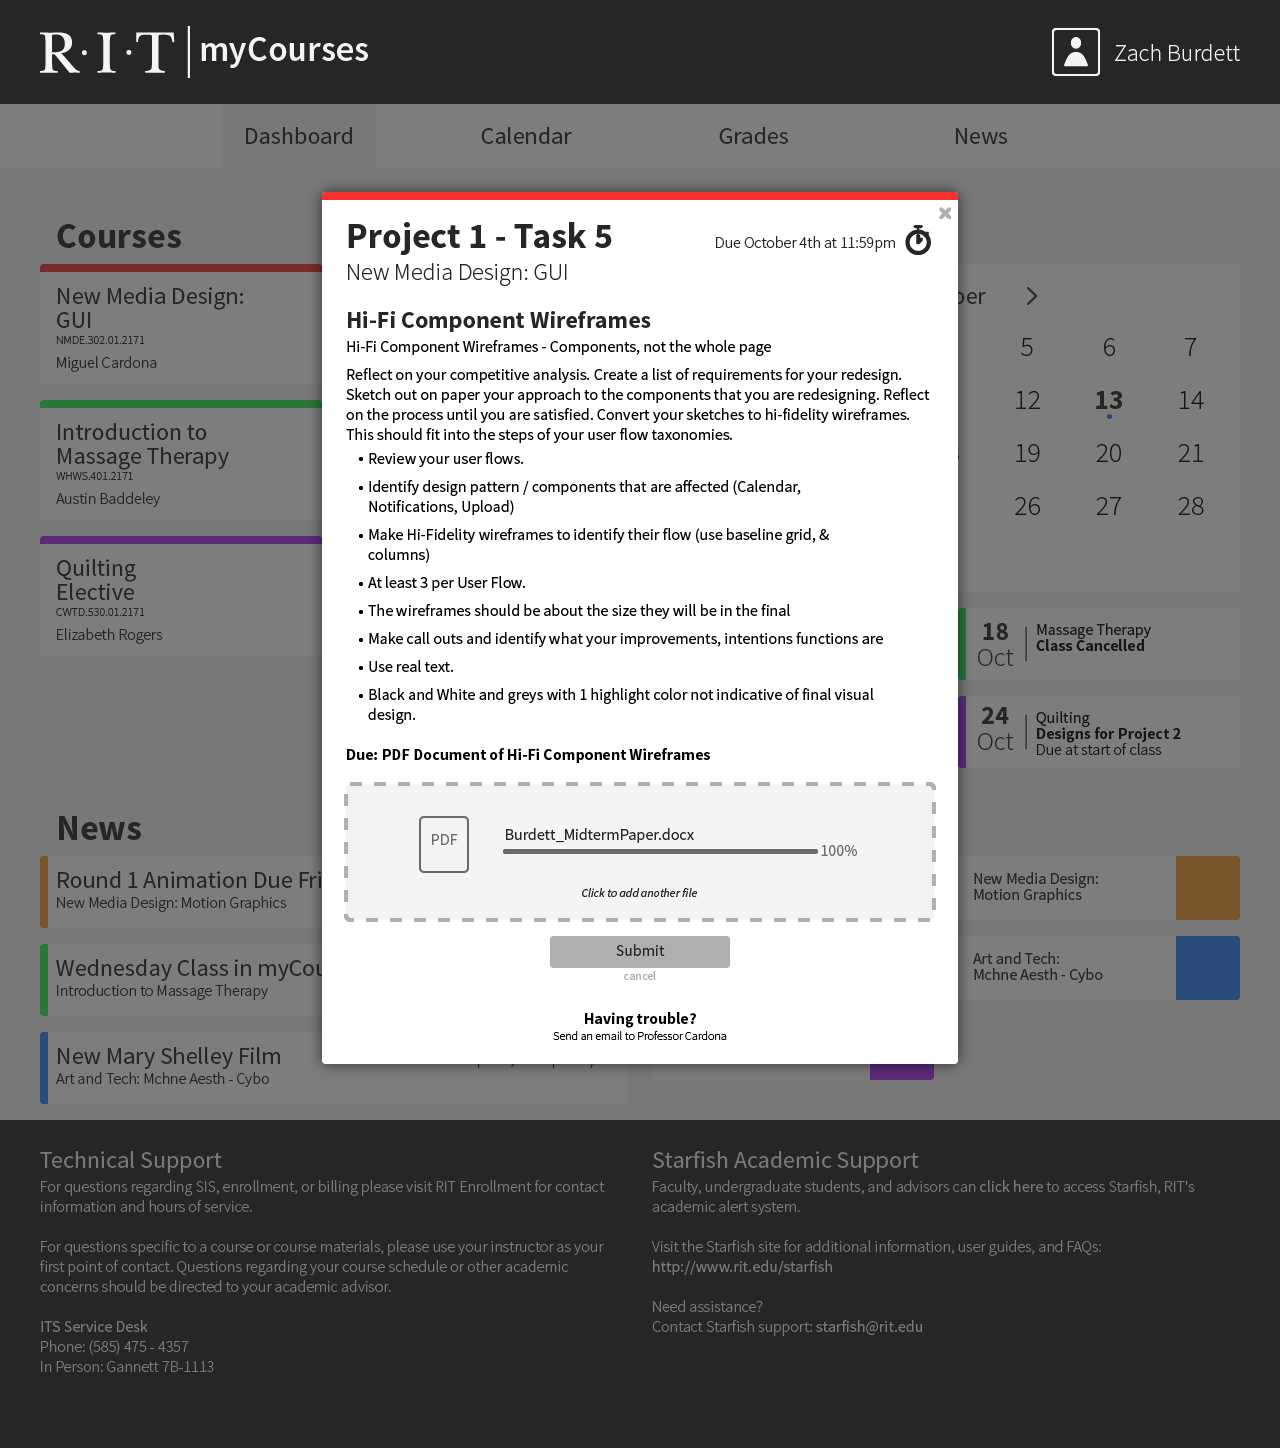 R·I·T myCourses
Zach Burdett
Dashboard
Calendar
Grades
News
Courses
New Media Design:
GUI
NMDE.302.01.2171
Miguel Cardona
Introduction to
Massage Therapy
WHWS.401.2171
Austin Baddeley
Quilting
Elective
CWTD.530.01.2171
Elizabeth Rogers
Project 1 - Task 5
Due October 4th at 11:59pm
New Media Design: GUI
Hi-Fi Component Wireframes
Hi-Fi Component Wireframes - Components, not the whole page
Reflect on your competitive analysis. Create a list of requirements for your redesign.
Sketch out on paper your approach to the components that you are redesigning. Reflect
on the process until you are satisfied. Convert your sketches to hi-fidelity wireframes.
This should fit into the steps of your user flow taxonomies.
• Review your user flows.
• Identify design pattern / components that are affected (Calendar,
Notifications, Upload)
• Make Hi-Fidelity wireframes to identify their flow (use baseline grid, &
columns)
• At least 3 per User Flow.
• The wireframes should be about the size they will be in the final
• Make call outs and identify what your improvements, intentions functions are
• Use real text.
• Black and White and greys with 1 highlight color not indicative of final visual
design.
Due: PDF Document of Hi-Fi Component Wireframes
PDF
Burdett_MidtermPaper.docx
100%
Click to add another file
Submit
cancel
Having trouble?
Send an email to Professor Cardona
ber
5 6 7
12 13 14
19 20 21
26 27 28
18
Oct
Massage Therapy
Class Cancelled
24
Oct
Quilting
Designs for Project 2
Due at start of class
News
Round 1 Animation Due Fri
New Media Design: Motion Graphics
Wednesday Class in myCou
Introduction to Massage Therapy
New Mary Shelley Film
Art and Tech: Mchne Aesth - Cybo
New Media Design:
Motion Graphics
Art and Tech:
Mchne Aesth - Cybo
Technical Support
For questions regarding SIS, enrollment, or billing please visit RIT Enrollment for contact
information and hours of service.
For questions specific to a course or course materials, please use your instructor as your
first point of contact. Questions regarding your course schedule or other academic
concerns should be directed to your academic advisor.
ITS Service Desk
Phone: (585) 475 - 4357
In Person: Gannett 7B-1113
Starfish Academic Support
Faculty, undergraduate students, and advisors can click here to access Starfish, RIT's
academic alert system.
Visit the Starfish site for additional information, user guides, and FAQs:
http://www.rit.edu/starfish
Need assistance?
Contact Starfish support: starfish@rit.edu